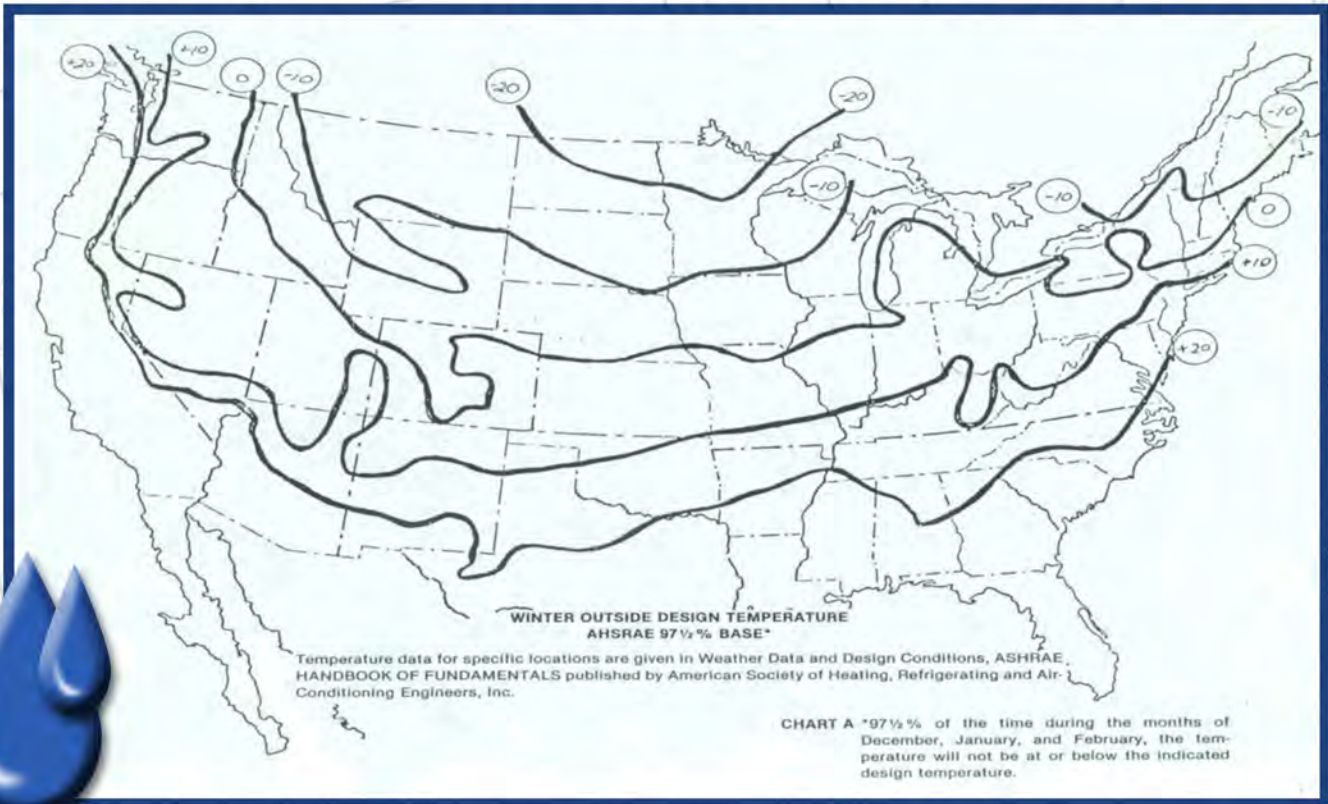 +20
+10
0
-10
-20
-20
-10
-10
-10
0
+10
+20
WINTER OUTSIDE DESIGN TEMPERATURE
AHSRAE 97½% BASE*
Temperature data for specific locations are given in Weather Data and Design Conditions, ASHRAE
HANDBOOK OF FUNDAMENTALS published by American Society of Heating, Refrigerating and Air-
Conditioning Engineers, Inc.
CHART A *97½% of the time during the months of
December, January, and February, the tem-
perature will not be at or below the indicated
design temperature.